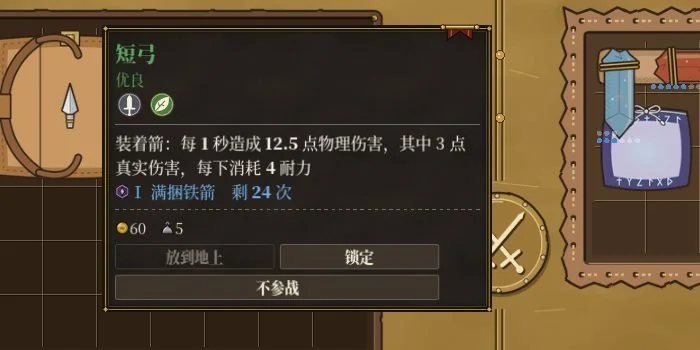 短弓
优良
装着箭：每 1 秒造成 12.5 点物理伤害，其中 3 点
真实伤害，每下消耗 4 耐力
I 满捆铁箭 剩 24 次
60 5
放到地上 锁定
不参战